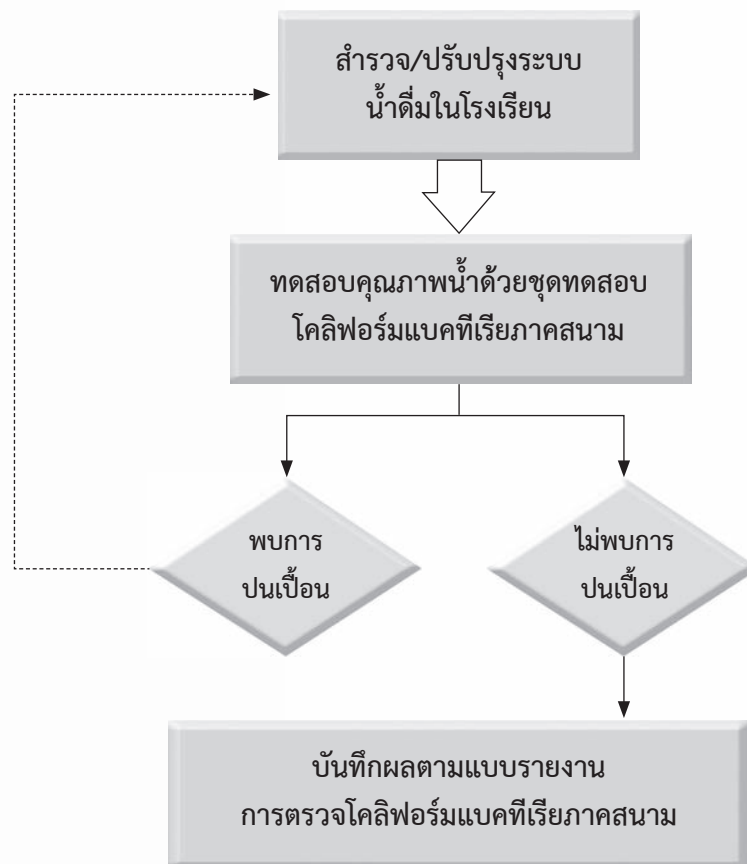 สำรวจ/ปรับปรุงระบบ
น้ำดื่มในโรงเรียน
ทดสอบคุณภาพน้ำด้วยชุดทดสอบ
โคลิฟอร์มแบคทีเรียภาคสนาม
พบการ
ปนเปื้อน
ไม่พบการ
ปนเปื้อน
บันทึกผลตามแบบรายงาน
การตรวจโคลิฟอร์มแบคทีเรียภาคสนาม